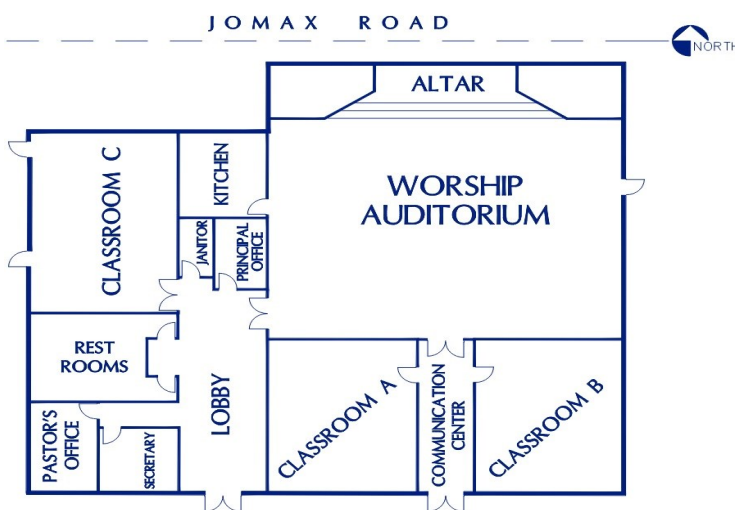 JOMAX ROAD
NORTH
ALTAR
CLASSROOM C
KITCHEN
WORSHIP
AUDITORIUM
JANITOR
PRINCIPAL
OFFICE
REST
ROOMS
LOBBY
CLASSROOM A
COMMUNICATION
CENTER
CLASSROOM B
PASTOR'S
OFFICE
SECRETARY